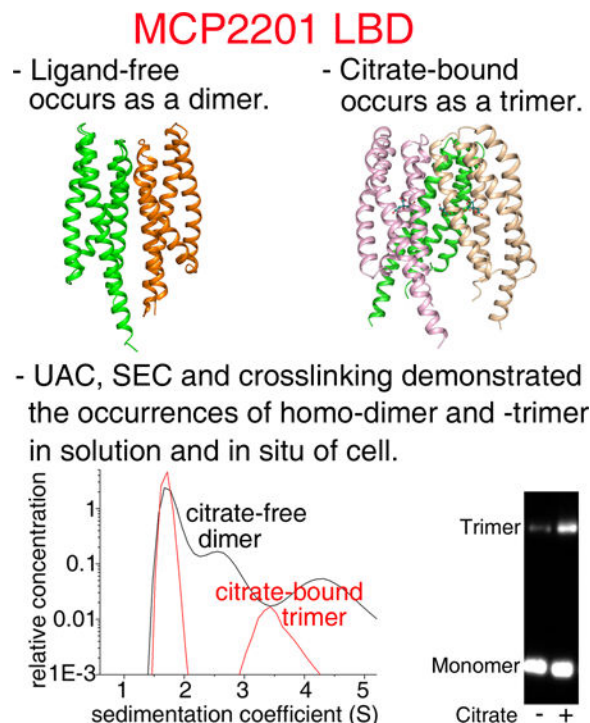 MCP2201 LBD
- Ligand-free
occurs as a dimer.
- Citrate-bound
occurs as a trimer.
- UAC, SEC and crosslinking demonstrated
the occurrences of homo-dimer and -trimer
in solution and in situ of cell.
relative concentration
1
0.1
0.01
1E-3
citrate-free
dimer
citrate-bound
trimer
1 2 3 4 5
sedimentation coefficient (S)
Trimer
Monomer
Citrate - +